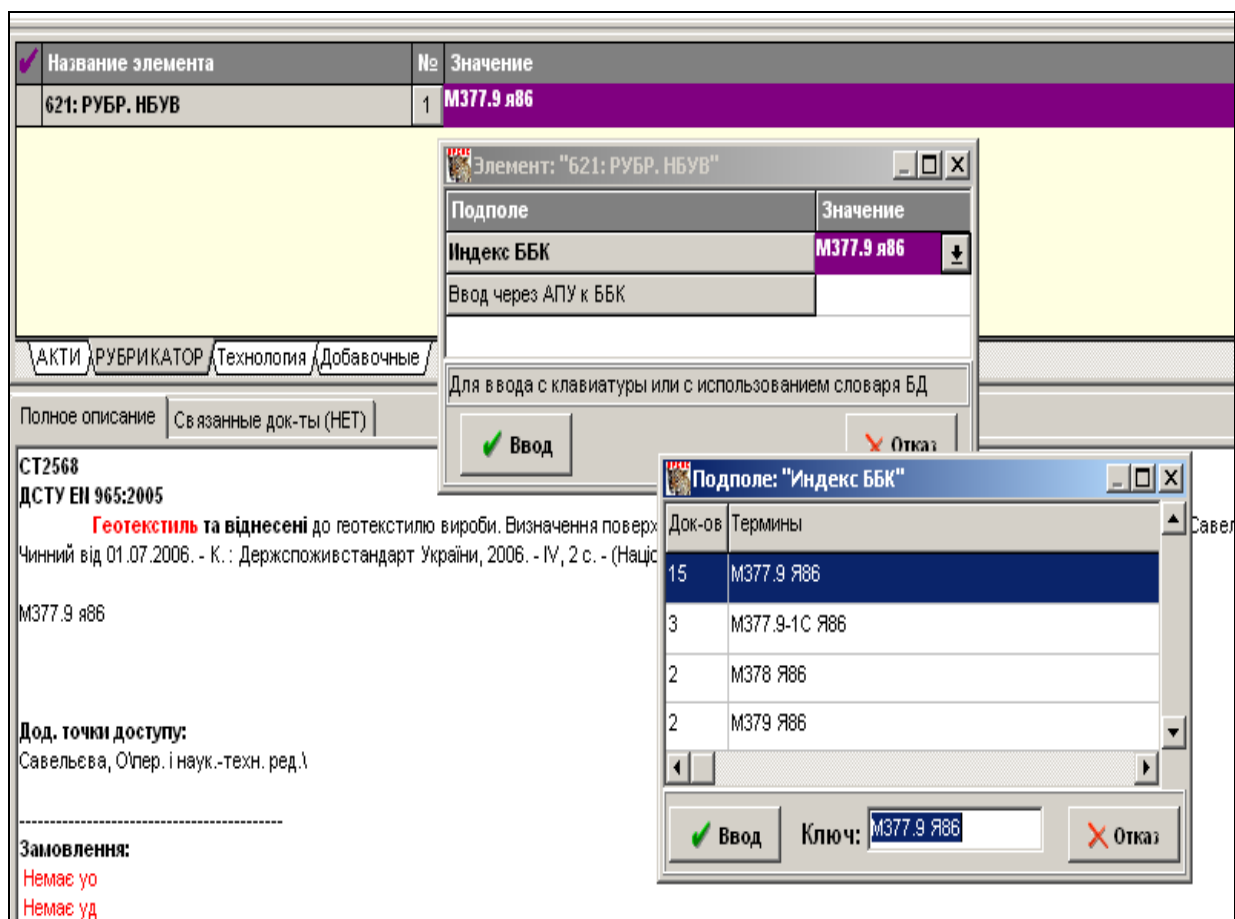 Название элемента № Значение
621: РУБР. НБУВ 1 М377.9 я86
Элемент: "621: РУБР. НБУВ"
Подполе Значение
Индекс ББК М377.9 я86
Ввод через АПУ к ББК
Для ввода с клавиатуры или с использованием словаря БД
Ввод Отказ
АКТИ РУБРИКАТОР Технология Добавочные
Полное описание Связанные док-ты (НЕТ)
СТ2568
ДСТУ EN 965:2005
Геотекстиль та віднесені до геотекстилю вироби. Визначення поверх Савел
Чинний від 01.07.2006. - К. : Держспоживстандарт України, 2006. - IV, 2 с. - (Націо
М377.9 я86
Дод. точки доступу:
Савельєва, О\пер. і наук.-техн. ред.\
-------------------------------------------
Замовлення:
Немає уо
Немає уд
Подполе: "Индекс ББК"
Док-ов Термины
15 М377.9 Я86
3 М377.9-1С Я86
2 М378 Я86
2 М379 Я86
Ввод Ключ: М377.9 Я86 Отказ